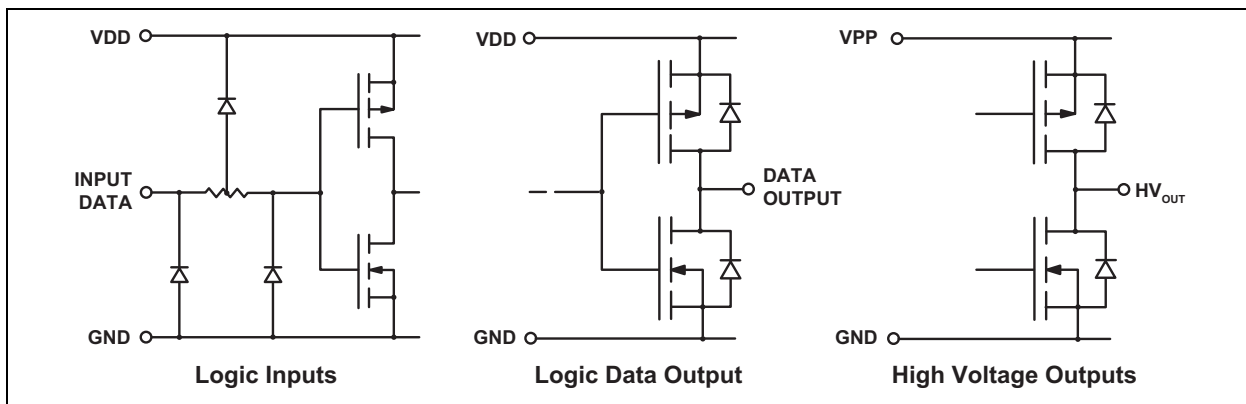 VDD
INPUT
DATA
GND
Logic Inputs
VDD
DATA
OUTPUT
GND
Logic Data Output
VPP
HVOUT
GND
High Voltage Outputs